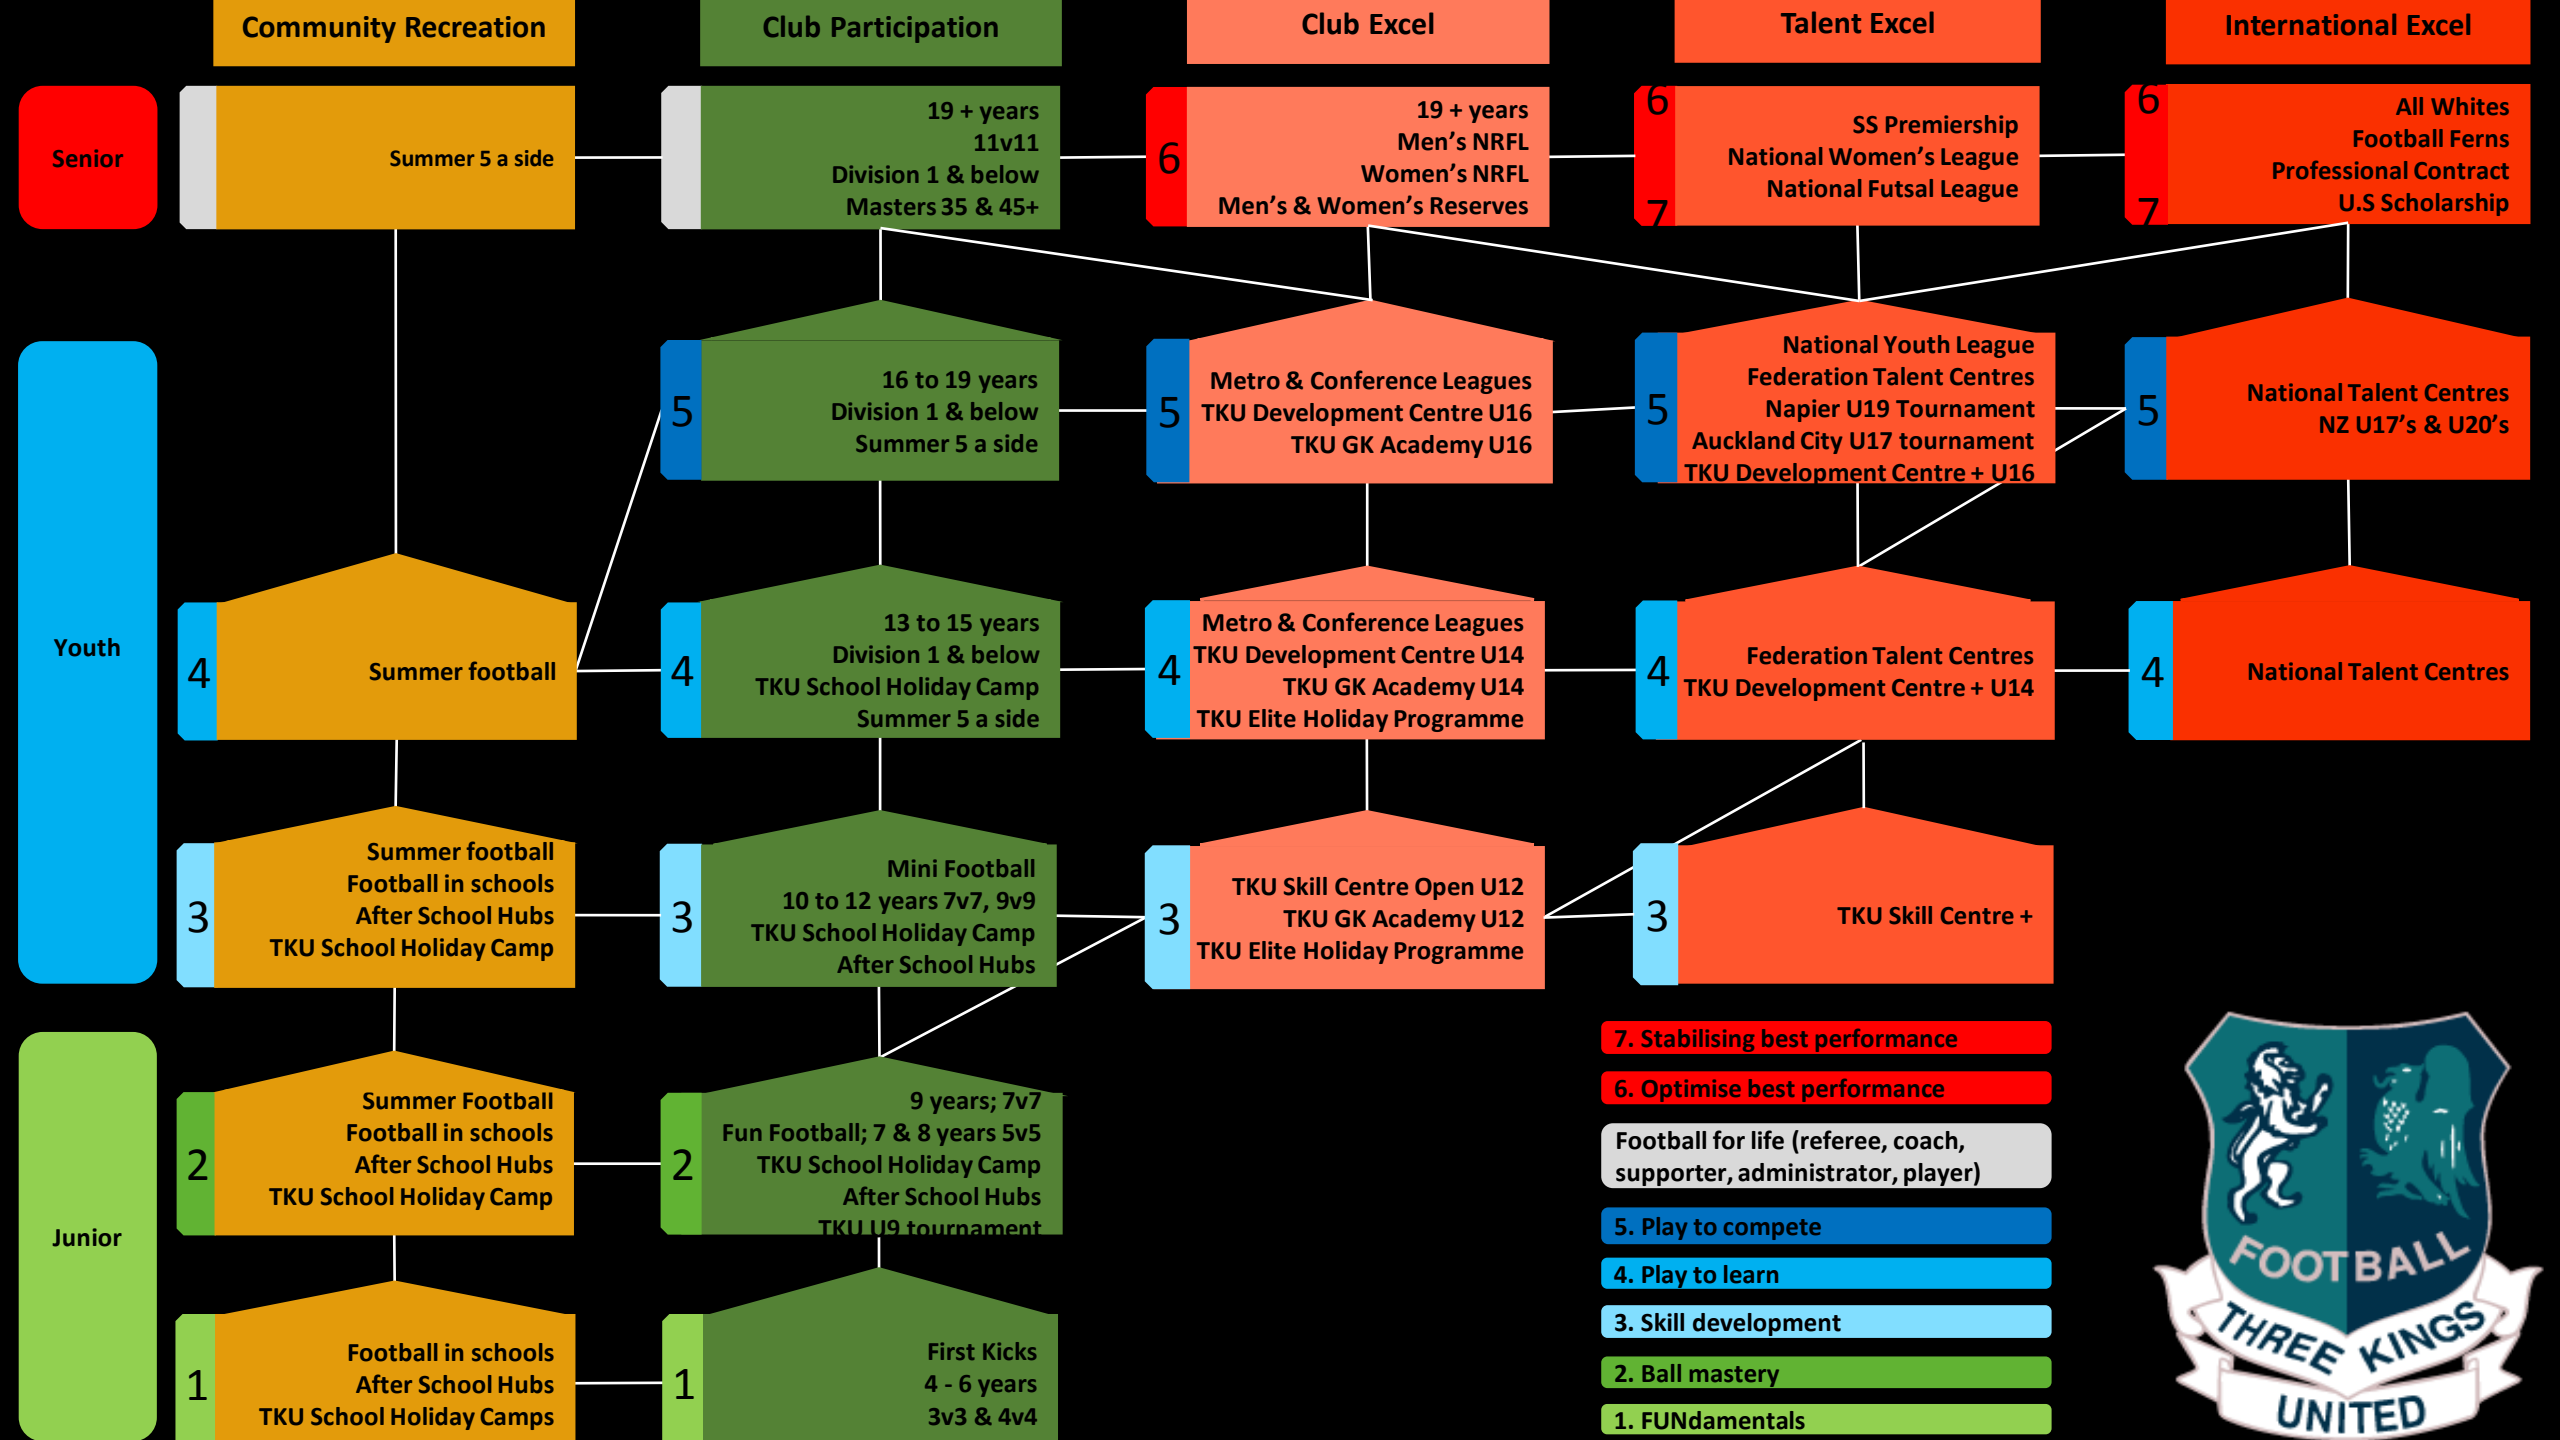 Community Recreation
Club Participation
Club Excel
Talent Excel
International Excel
Senior
Summer 5 a side
19 + years
11v11
Division 1 & below
Masters 35 & 45+
6
19 + years
Men's NRFL
Women's NRFL
Men's & Women's Reserves
6
7
SS Premiership
National Women's League
National Futsal League
6
7
All Whites
Football Ferns
Professional Contract
U.S Scholarship
Youth
5
16 to 19 years
Division 1 & below
Summer 5 a side
5
Metro & Conference Leagues
TKU Development Centre U16
TKU GK Academy U16
5
National Youth League
Federation Talent Centres
Napier U19 Tournament
Auckland City U17 tournament
TKU Development Centre + U16
5
National Talent Centres
NZ U17’s & U20’s
4
Summer football
4
13 to 15 years
Division 1 & below
TKU School Holiday Camp
Summer 5 a side
4
Metro & Conference Leagues
TKU Development Centre U14
TKU GK Academy U14
TKU Elite Holiday Programme
4
Federation Talent Centres
TKU Development Centre + U14
4
National Talent Centres
3
Summer football
Football in schools
After School Hubs
TKU School Holiday Camp
3
Mini Football
10 to 12 years 7v7, 9v9
TKU School Holiday Camp
After School Hubs
3
TKU Skill Centre Open U12
TKU GK Academy U12
TKU Elite Holiday Programme
3
TKU Skill Centre +
Junior
2
Summer Football
Football in schools
After School Hubs
TKU School Holiday Camp
2
9 years; 7v7
Fun Football; 7 & 8 years 5v5
TKU School Holiday Camp
After School Hubs
TKU U9 tournament
1
Football in schools
After School Hubs
TKU School Holiday Camps
1
First Kicks
4 - 6 years
3v3 & 4v4
7. Stabilising best performance
6. Optimise best performance
Football for life (referee, coach,
supporter, administrator, player)
5. Play to compete
4. Play to learn
3. Skill development
2. Ball mastery
1. FUNdamentals
FOOTBALL
THREE KINGS
UNITED